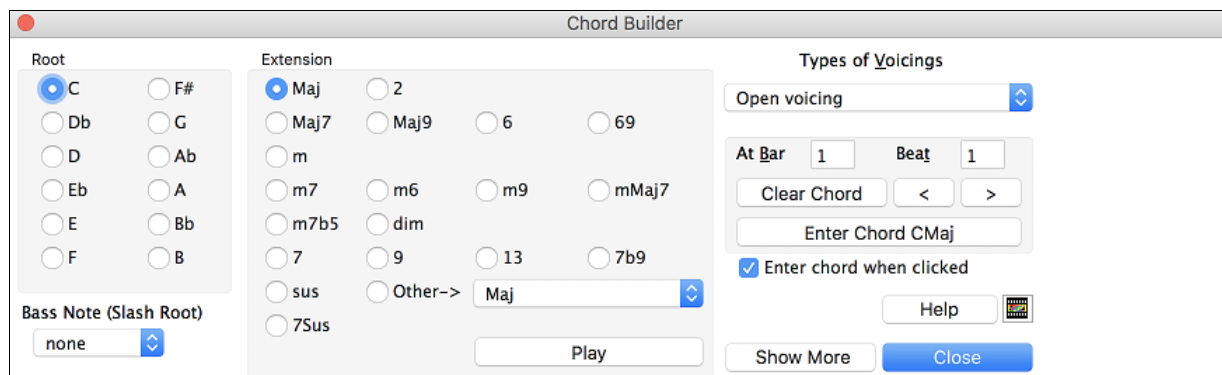 Chord Builder
Root
C F#
Db G
D Ab
Eb A
E Bb
F B
Bass Note (Slash Root)
none
Extension
Maj 2
Maj7 Maj9 6 69
m
m7 m6 m9 mMaj7
m7b5 dim
7 9 13 7b9
sus Other-> Maj
7Sus
Play
Types of Voicings
Open voicing
At Bar 1 Beat 1
Clear Chord < >
Enter Chord CMaj
Enter chord when clicked
Help
Show More Close